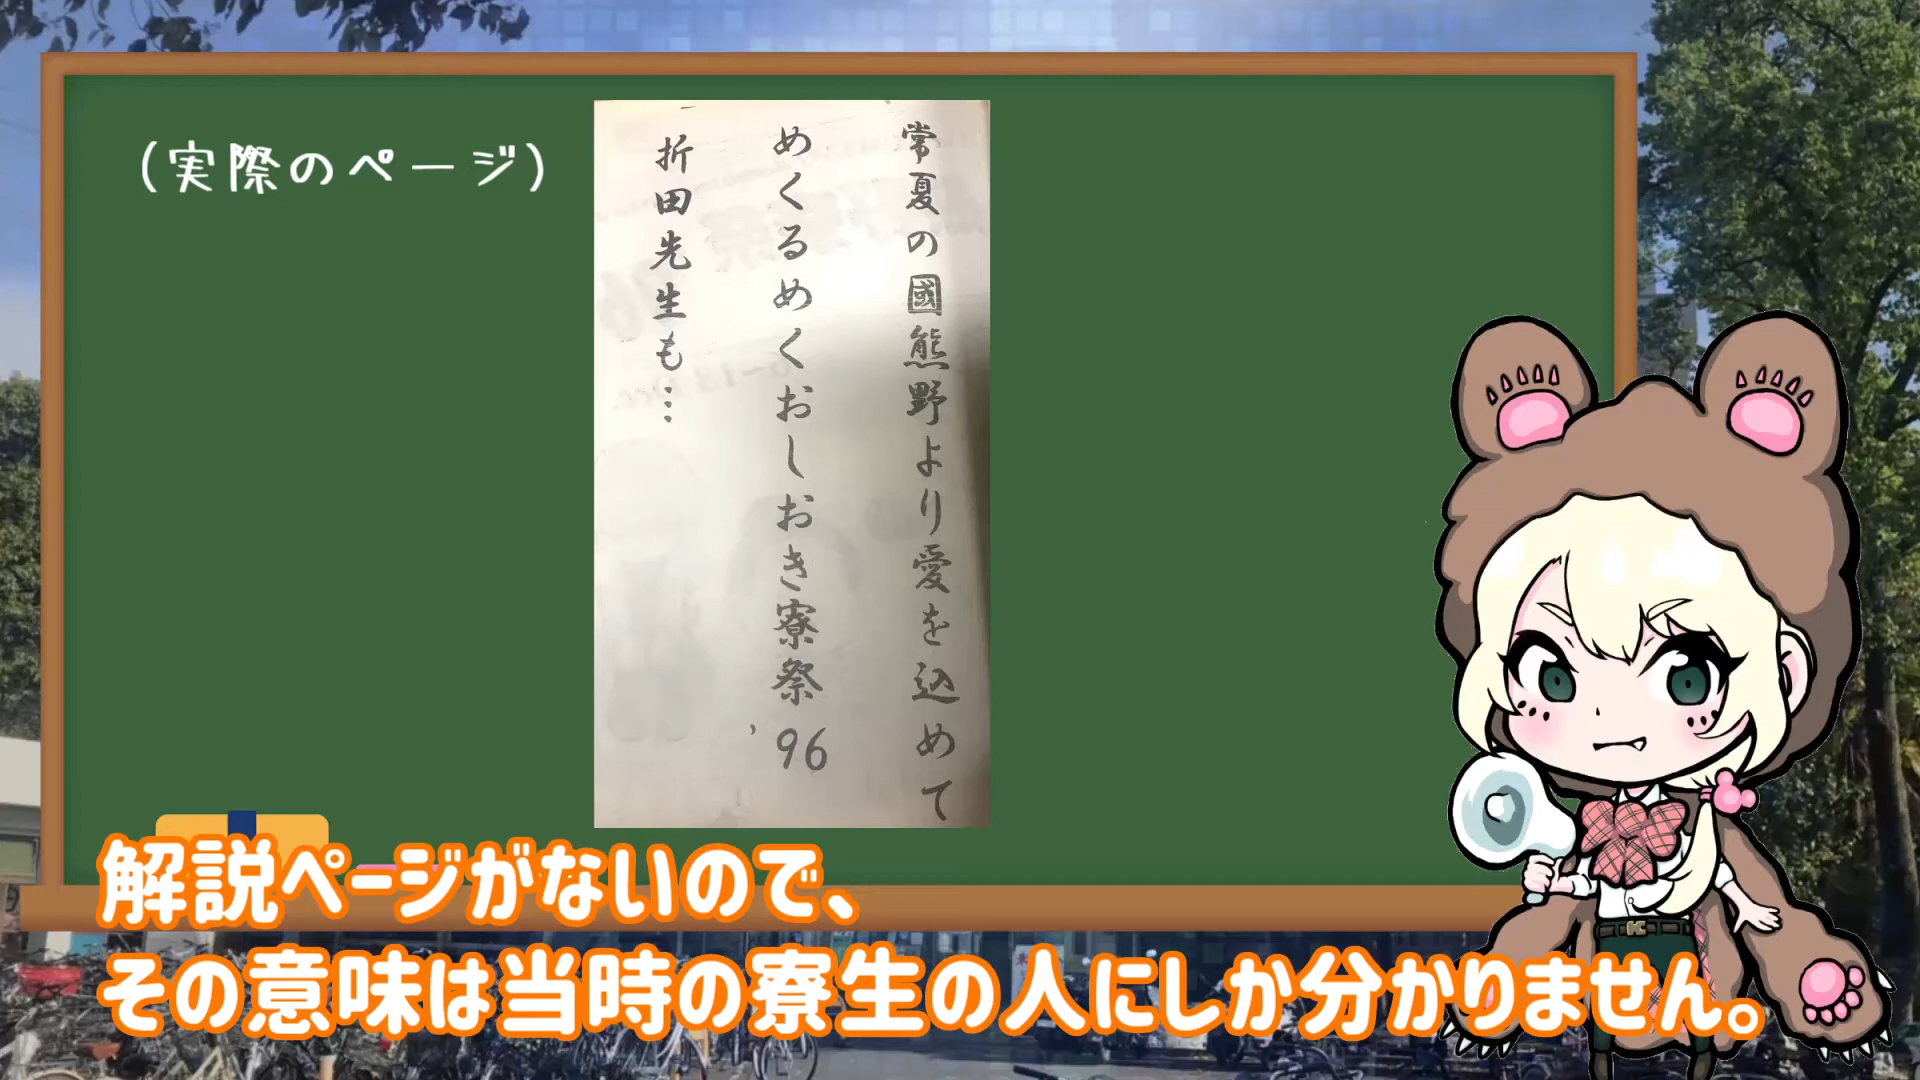 (実際のページ)
常夏の國熊野より愛を込めて
めくるめくおしおき寮祭'96
折田先生も…
解説ページがないので、
その意味は当時の寮生の人にしか分かりません。